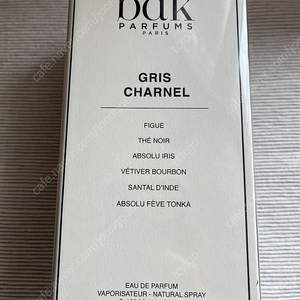 bdk
PARFUMS
PARIS
GRIS
CHARNEL
FIGUE
THÉ NOIR
ABSOLU IRIS
VÉTIVER BOURBON
SANTAL D'INDE
ABSOLU FÈVE TONKA
EAU DE PARFUM
VAPORISATEUR - NATURAL SPRAY